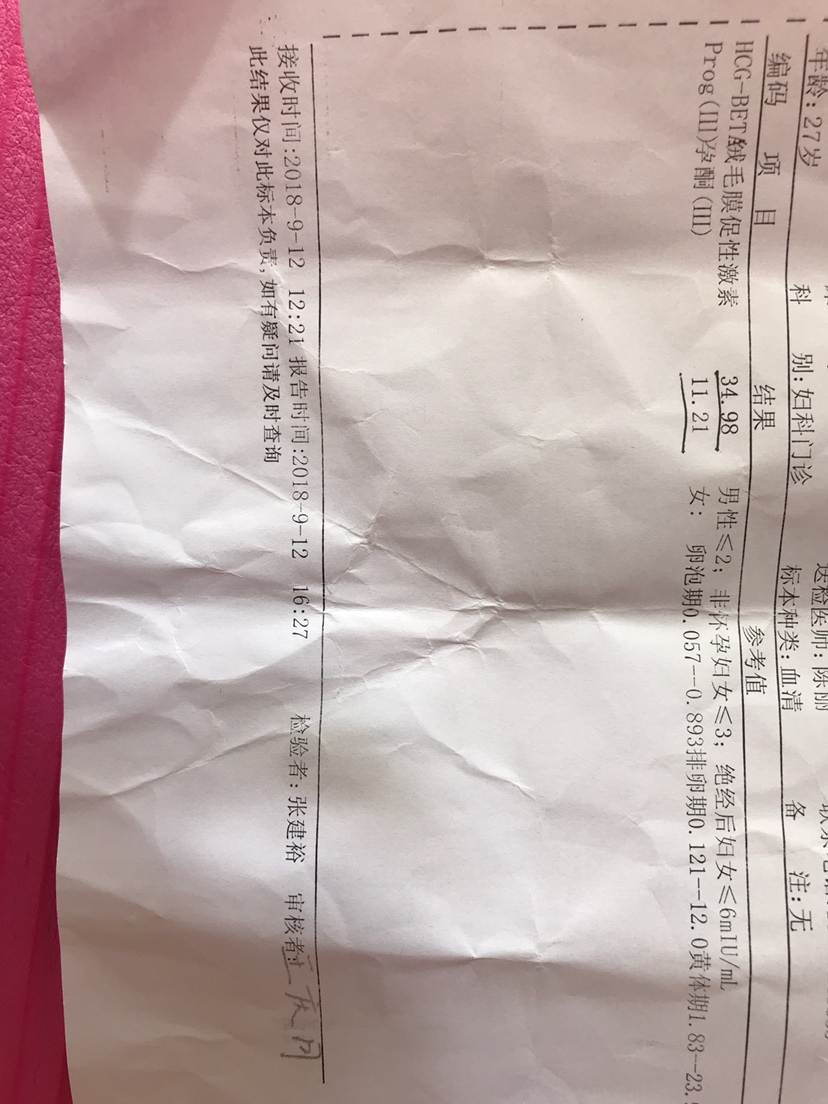 年龄:27岁 科 别:妇科门诊 标本种类:血清 备 注:无
编码 项 目 结果 参考值
HCG-BETA绒毛膜促性激素 34.98 男性≤2; 非怀孕妇女≤3; 绝经后妇女≤6mlU/mL
Prog(III)孕酮(III) 11.21 女: 卵泡期0.057--0.893排卵期0.121--12.0黄体期1.83--23.
接收时间:2018-9-12 12:21 报告时间:2018-9-12 16:27 检验者:张建裕 审核者:
此结果仅对此标本负责,如有疑问请及时查询